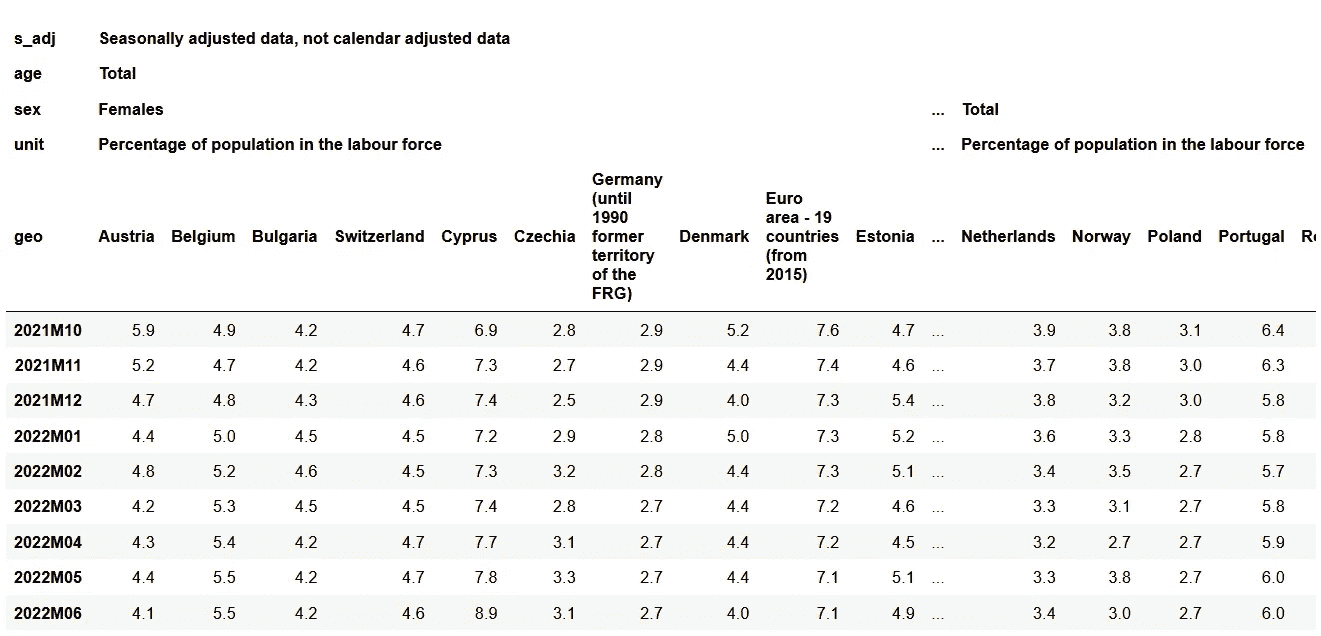 s_adj Seasonally adjusted data, not calendar adjusted data
age Total
sex Females ... Total
unit Percentage of population in the labour force ... Percentage of population in the labour force
geo Austria Belgium Bulgaria Switzerland Cyprus Czechia Germany (until 1990 former territory of the FRG) Denmark Euro area - 19 countries (from 2015) Estonia ... Netherlands Norway Poland Portugal
2021M10 5.9 4.9 4.2 4.7 6.9 2.8 2.9 5.2 7.6 4.7 ... 3.9 3.8 3.1 6.4
2021M11 5.2 4.7 4.2 4.6 7.3 2.7 2.9 4.4 7.4 4.6 ... 3.7 3.8 3.0 6.3
2021M12 4.7 4.8 4.3 4.6 7.4 2.5 2.9 4.0 7.3 5.4 ... 3.8 3.2 3.0 5.8
2022M01 4.4 5.0 4.5 4.5 7.2 2.9 2.8 5.0 7.3 5.2 ... 3.6 3.3 2.8 5.8
2022M02 4.8 5.2 4.6 4.5 7.3 3.2 2.8 4.4 7.3 5.1 ... 3.4 3.5 2.7 5.7
2022M03 4.2 5.3 4.5 4.5 7.4 2.8 2.7 4.4 7.2 4.6 ... 3.3 3.1 2.7 5.8
2022M04 4.3 5.4 4.2 4.7 7.7 3.1 2.7 4.4 7.2 4.5 ... 3.2 2.7 2.7 5.9
2022M05 4.4 5.5 4.2 4.7 7.8 3.3 2.7 4.4 7.1 5.1 ... 3.3 3.8 2.7 6.0
2022M06 4.1 5.5 4.2 4.6 8.9 3.1 2.7 4.0 7.1 4.9 ... 3.4 3.0 2.7 6.0